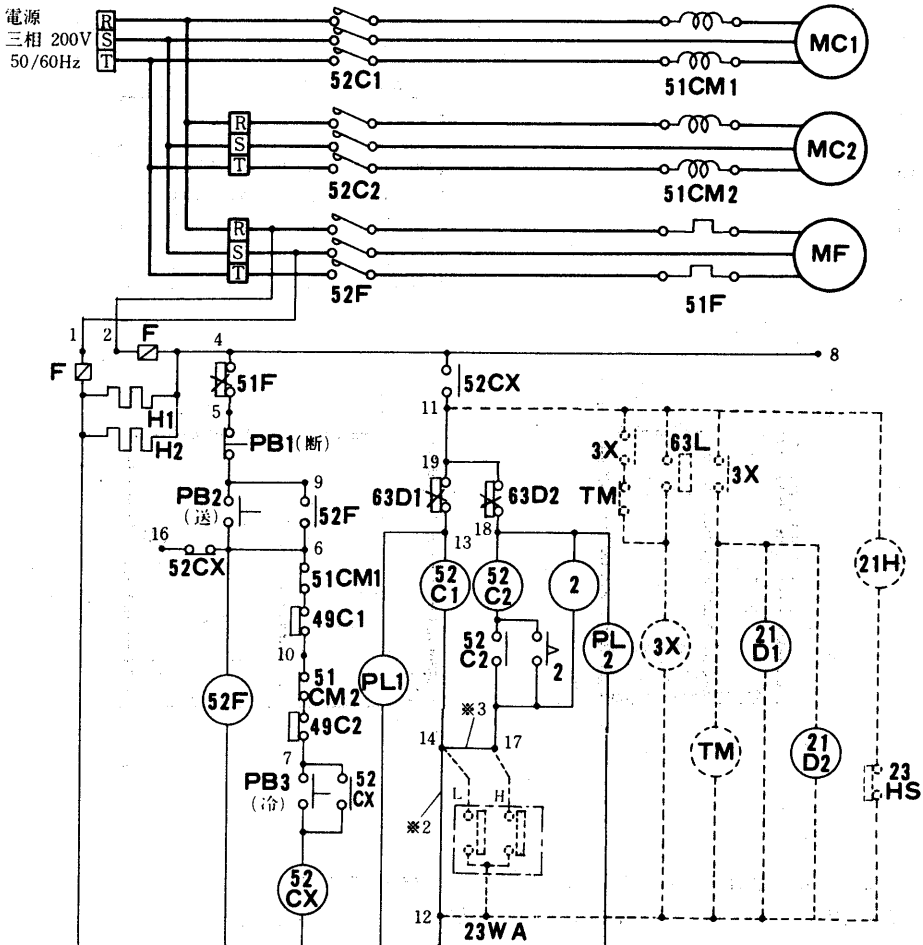 電源
三相 200V
50/60Hz
R
S
T
52C1
51CM1
MC1
R
S
T
52C2
51CM2
MC2
R
S
T
52F
51F
MF
1
2
F
4
8
F
51F
52CX
H1
5
11
H2
PB1(断)
3X
63L
3X
19
9
63D1
63D2
TM
PB2
(送)
52F
16
18
6
13
52CX
51CM1
52
C1
52
C2
2
21H
49C1
10
52
C2
2
PL
2
3X
21
D1
51
CM2
PL1
52F
49C2
※3
14
17
TM
21
D2
7
PB3
(冷)
52
CX
L
H
23
HS
※2
52
CX
12
23WA